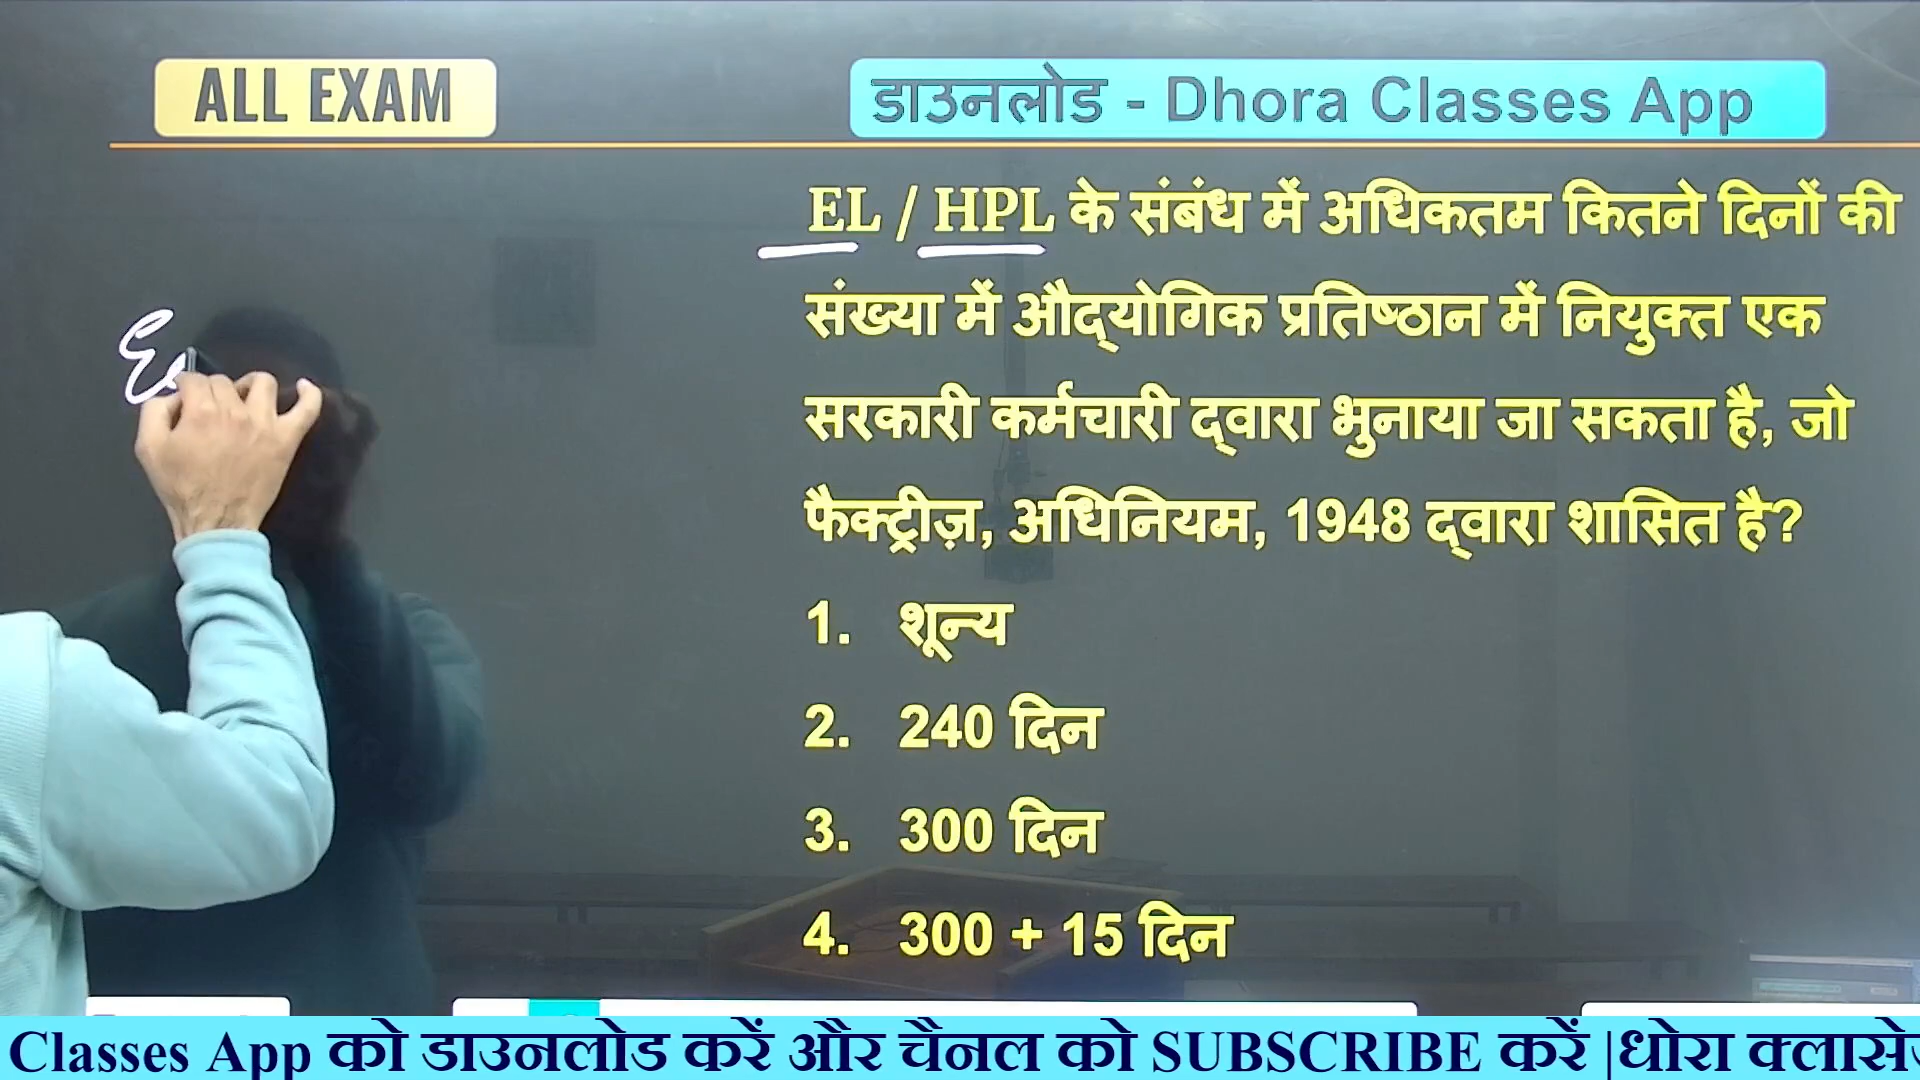 ALL EXAM
डाउनलोड - Dhora Classes App
EL / HPL के संबंध में अधिकतम कितने दिनों की
संख्या में औद्योगिक प्रतिष्ठान में नियुक्त एक
सरकारी कर्मचारी द्वारा भुनाया जा सकता है, जो
फैक्ट्रीज़, अधिनियम, 1948 द्वारा शासित है?
1. शून्य
2. 240 दिन
3. 300 दिन
4. 300 + 15 दिन
Classes App को डाउनलोड करें और चैनल को SUBSCRIBE करें |धोरा